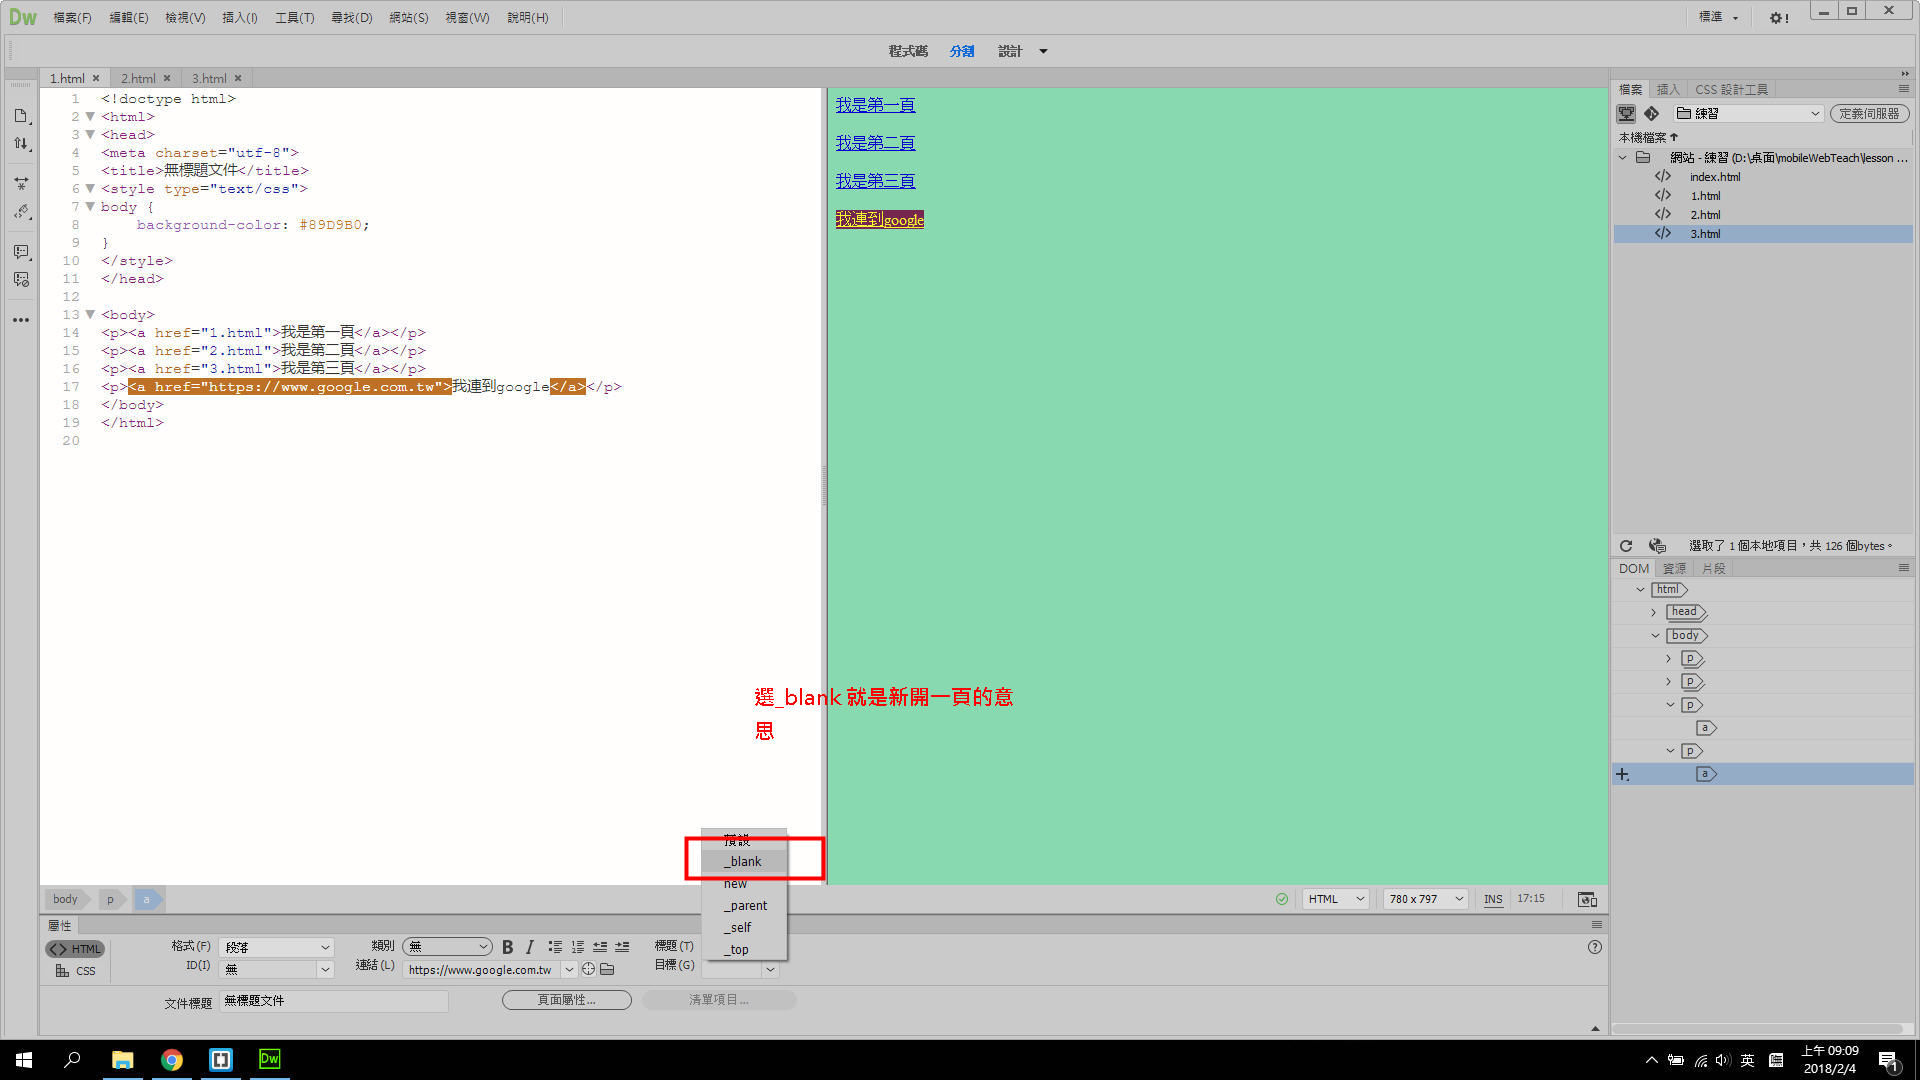 Dw 檔案(F) 編輯(E) 檢視(V) 插入(I) 工具(T) 尋找(D) 網站(S) 視窗(W) 說明(H) 標準 !
程式碼 分割 設計
1.html 2.html 3.html
1 <!doctype html>
2 <html>
3 <head>
4 <meta charset="utf-8">
5 <title>無標題文件</title>
6 <style type="text/css">
7 body {
8 background-color: #89D9B0;
9 }
10 </style>
11 </head>
12
13 <body>
14 <p><a href="1.html">我是第一頁</a></p>
15 <p><a href="2.html">我是第二頁</a></p>
16 <p><a href="3.html">我是第三頁</a></p>
17 <p><a href="https://www.google.com.tw">我連到google</a></p>
18 </body>
19 </html>
20
我是第一頁
我是第二頁
我是第三頁
我連到google
選_blank 就是新開一頁的意
思
預設
_blank
new
_parent
_self
_top
body p a
HTML 780 x 797 INS 17:15
屬性
HTML 格式(F) 段落 類別 無 B I 標題(T)
CSS ID(I) 無 連結(L) https://www.google.com.tw 目標(G)
文件標題 無標題文件 頁面屬性... 清單項目...
檔案 插入 CSS 設計工具
練習 定義伺服器
本機檔案
網站 - 練習 (D:\桌面\mobileWebTeach\lesson ...
index.html
1.html
2.html
3.html
選取了 1 個本地項目，共 126 個bytes。
DOM 資源 片段
html
head
body
p
p
p
a
p
a
Dw 英 上午 09:09
2018/2/4 1